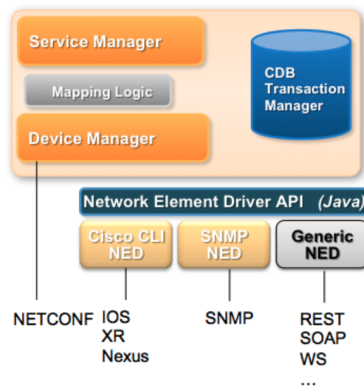 Service Manager
Mapping Logic
Device Manager
CDB
Transaction
Manager
Network Element Driver API (Java)
Cisco CLI
NED
SNMP
NED
Generic
NED
NETCONF
IOS
XR
Nexus
SNMP
REST
SOAP
WS
...